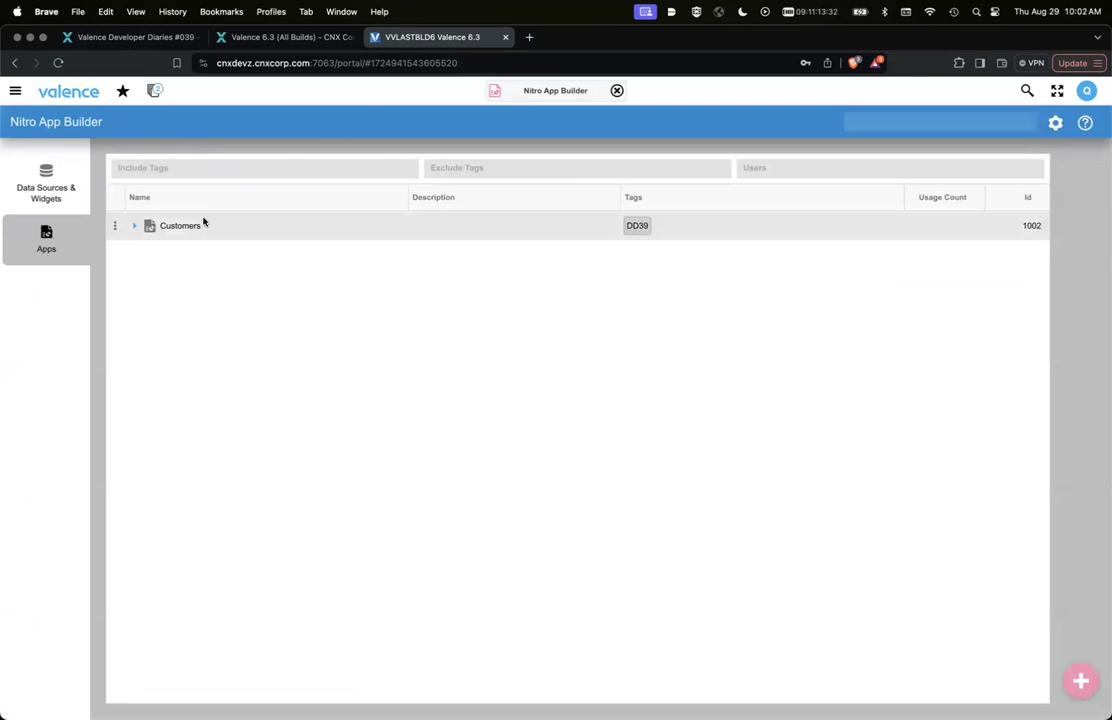 Brave File Edit View History Bookmarks Profiles Tab Window Help 09:11:13:32 Thu Aug 29 10:02 AM
Valence Developer Diaries #039 - Valence 6.3 (All Builds) - CNX Co VVLASTBLD6 Valence 6.3
cnxdevz.cnxcorp.com:7063/portal/#1724941543605520 VPN Update
valence 2 Nitro App Builder Q
Nitro App Builder
Include Tags Exclude Tags Users
Data Sources &
Widgets
Name Description Tags Usage Count Id
Customers DD39 1002
Apps